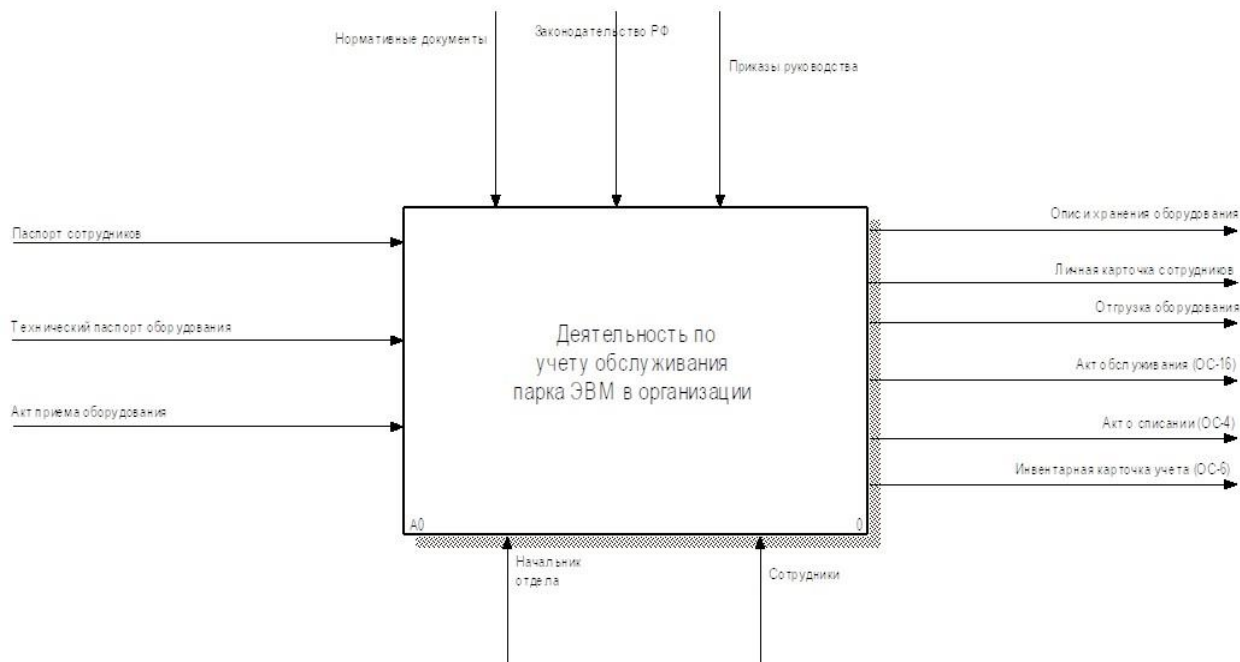 Нормативные документы
Законодательство РФ
Приказы руководства
Паспорт сотрудников
Технический паспорт оборудования
Акт приема оборудования
Деятельность по
учету обслуживания
парка ЭВМ в организации
A0
0
Описи хранения оборудования
Личная карточка сотрудников
Отгрузка оборудования
Акт обслуживания (ОС-16)
Акт о списании (ОС-4)
Инвентарная карточка учета (ОС-6)
Начальник
отдела
Сотрудники